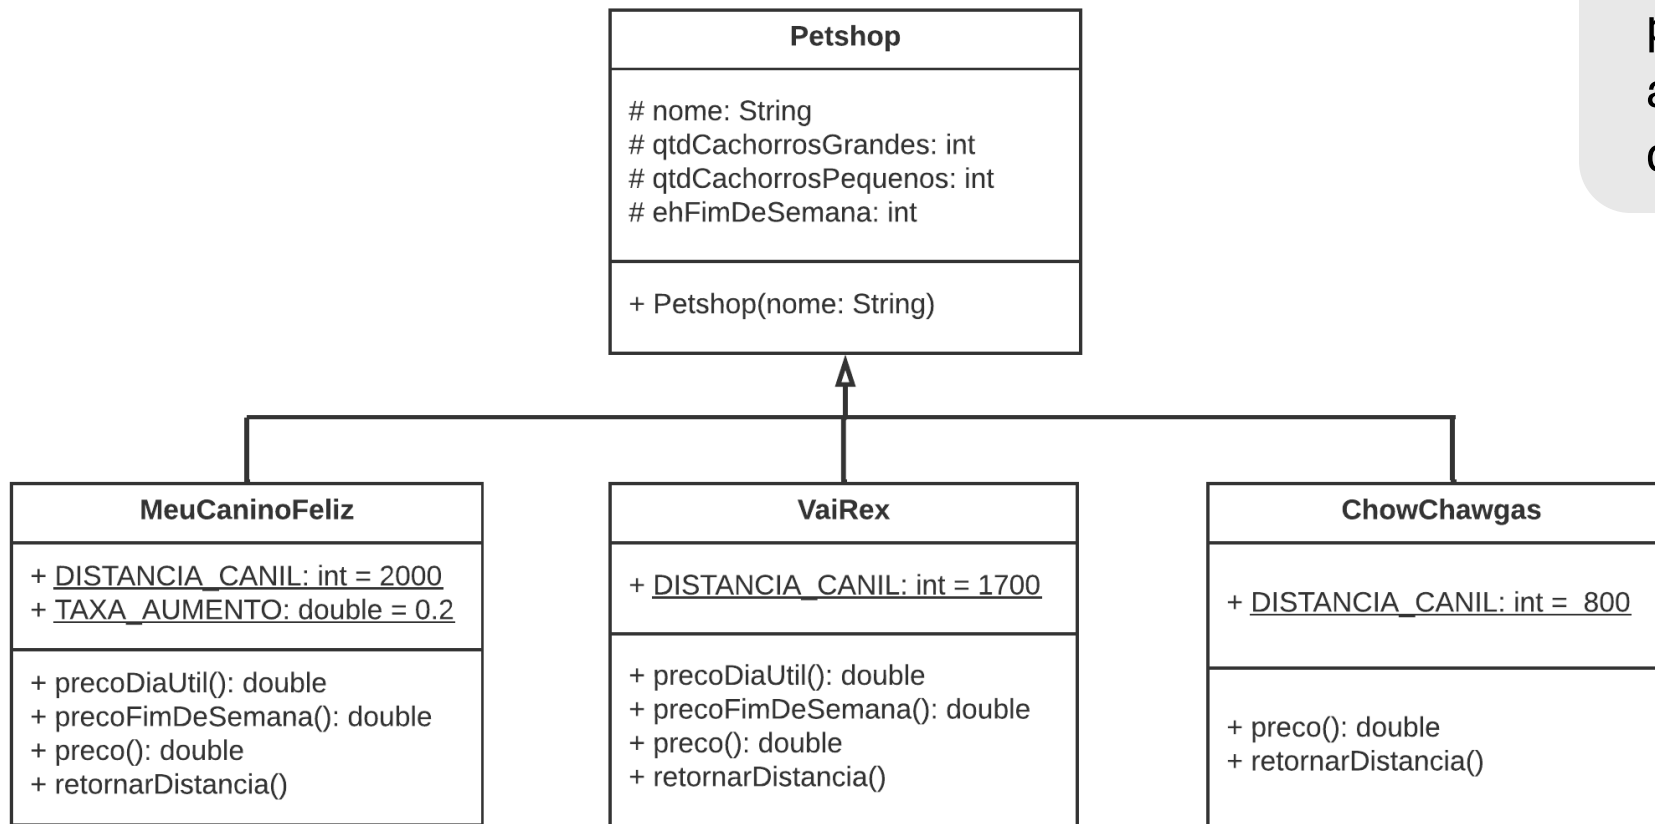 Petshop
# nome: String
# qtdCachorrosGrandes: int
# qtdCachorrosPequenos: int
# ehFimDeSemana: int
+ Petshop(nome: String)
MeuCaninoFeliz
+ DISTANCIA_CANIL: int = 2000
+ TAXA_AUMENTO: double = 0.2
+ precoDiaUtil(): double
+ precoFimDeSemana(): double
+ preco(): double
+ retornarDistancia()
VaiRex
+ DISTANCIA_CANIL: int = 1700
+ precoDiaUtil(): double
+ precoFimDeSemana(): double
+ preco(): double
+ retornarDistancia()
ChowChawgas
+ DISTANCIA_CANIL: int =  800
+ preco(): double
+ retornarDistancia()